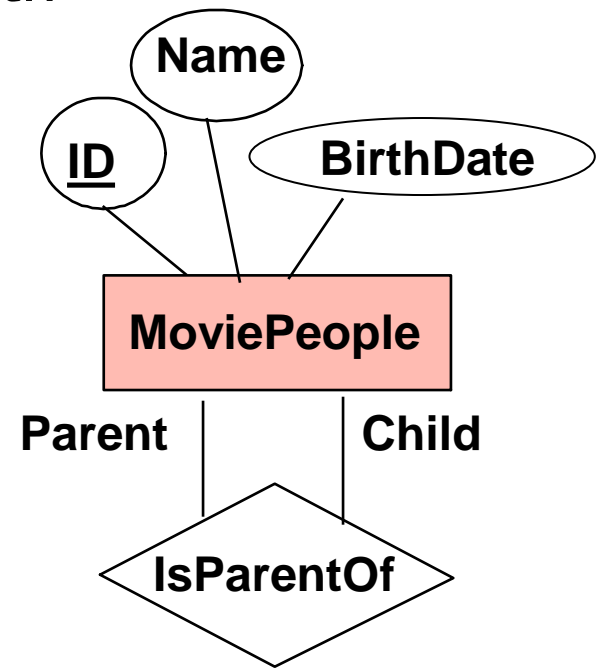 Name
ID
BirthDate
MoviePeople
Parent
Child
IsParentOf